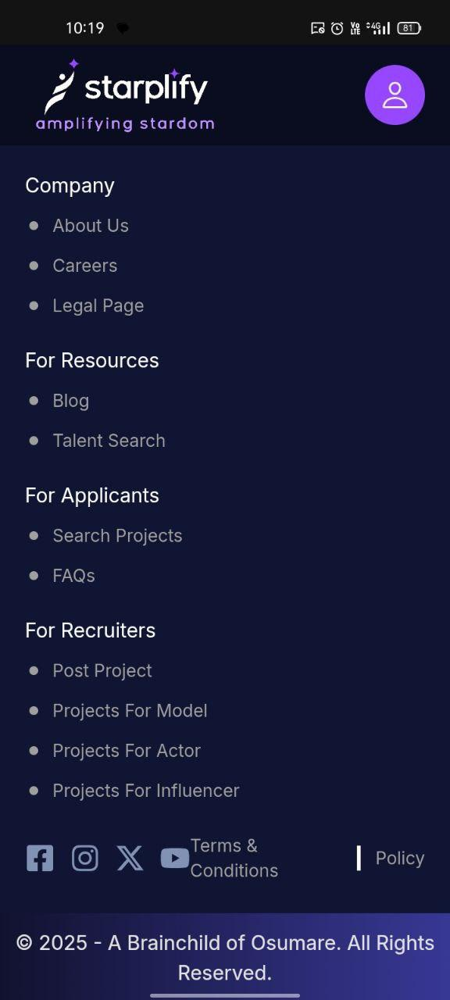 10:19
Vo LTE
4G
81
starplify
amplifying stardom
Company
About Us
Careers
Legal Page
For Resources
Blog
Talent Search
For Applicants
Search Projects
FAQs
For Recruiters
Post Project
Projects For Model
Projects For Actor
Projects For Influencer
Terms &
Conditions
Policy
© 2025 - A Brainchild of Osumare. All Rights
Reserved.